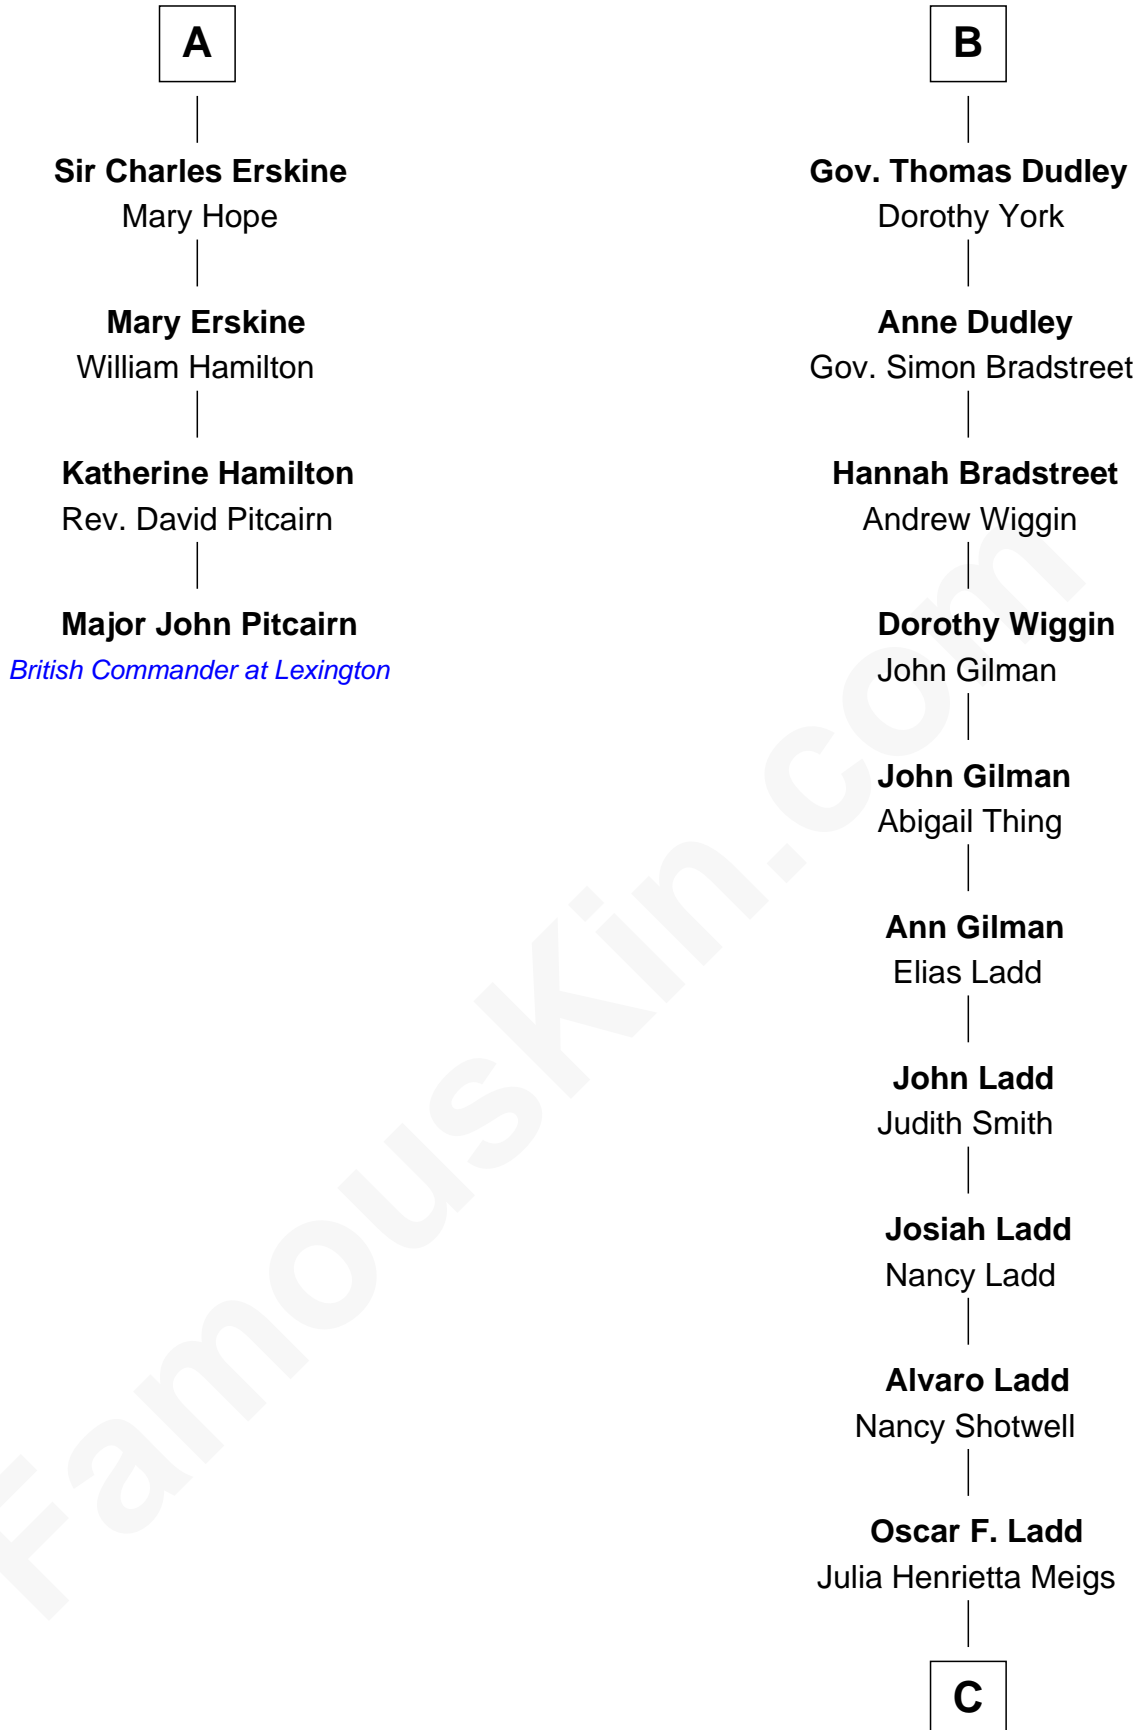 A
Sir Charles Erskine
Mary Hope
Mary Erskine
William Hamilton
Katherine Hamilton
Rev. David Pitcairn
Major John Pitcairn
British Commander at Lexington
B
Gov. Thomas Dudley
Dorothy York
Anne Dudley
Gov. Simon Bradstreet
Hannah Bradstreet
Andrew Wiggin
Dorothy Wiggin
John Gilman
John Gilman
Abigail Thing
Ann Gilman
Elias Ladd
John Ladd
Judith Smith
Josiah Ladd
Nancy Ladd
Alvaro Ladd
Nancy Shotwell
Oscar F. Ladd
Julia Henrietta Meigs
C
FamousKin.com